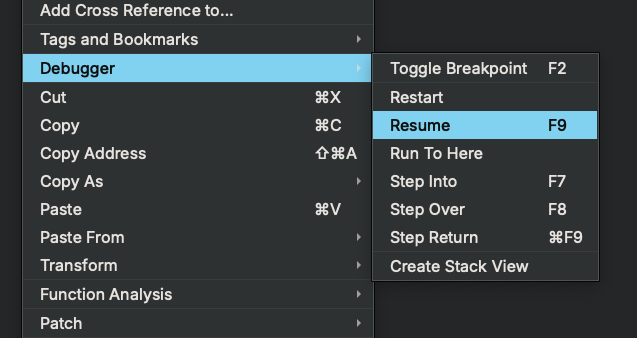 Add Cross Reference to...
Tags and Bookmarks
Debugger
Cut ⌘X
Copy ⌘C
Copy Address ⇧⌘A
Copy As
Paste ⌘V
Paste From
Transform
Function Analysis
Patch
Toggle Breakpoint F2
Restart
Resume F9
Run To Here
Step Into F7
Step Over F8
Step Return ⌘F9
Create Stack View